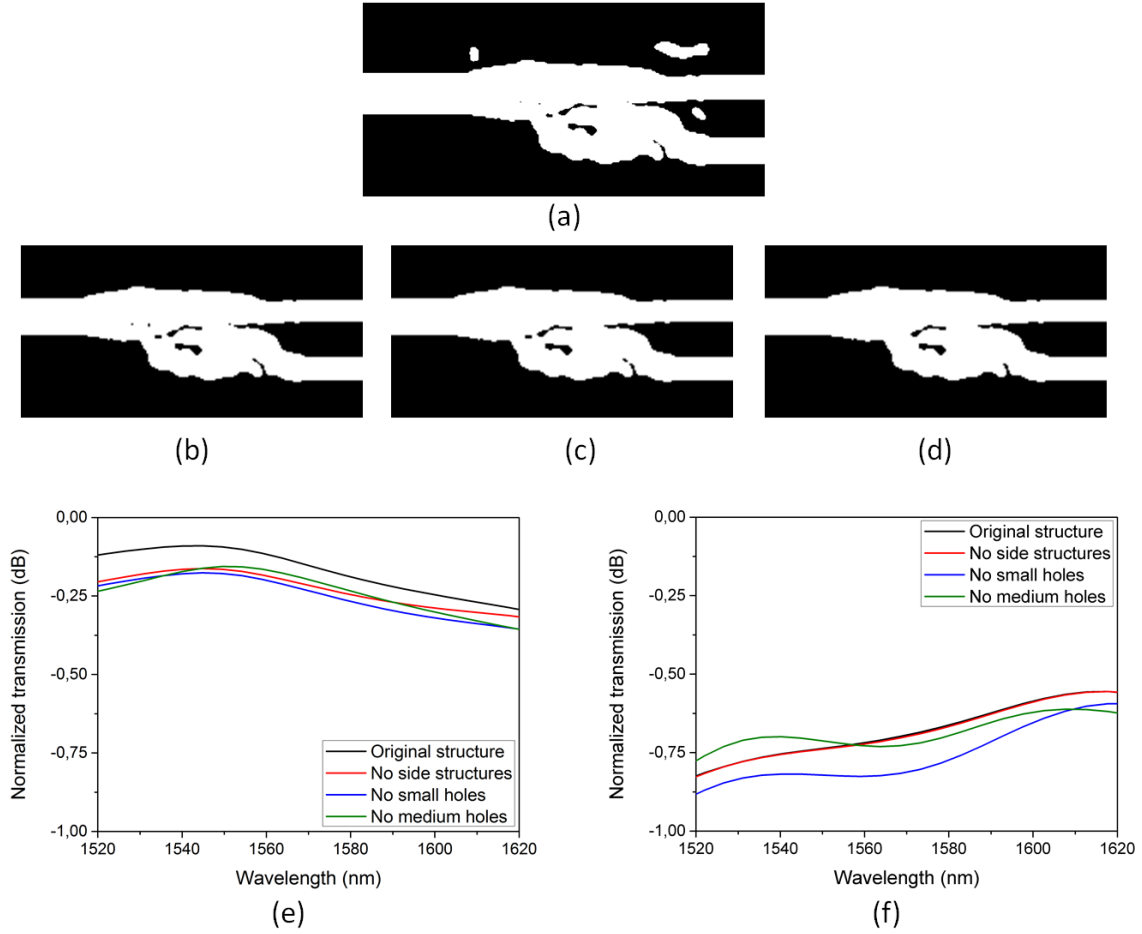 (a)
(b)
(c)
(d)
Normalized transmission (dB)
0,00
-0,25
-0,50
-0,75
-1,00
Original structure
No side structures
No small holes
No medium holes
1520 1540 1560 1580 1600 1620
Wavelength (nm)
(e)
Normalized transmission (dB)
0,00
-0,25
-0,50
-0,75
-1,00
Original structure
No side structures
No small holes
No medium holes
1520 1540 1560 1580 1600 1620
Wavelength (nm)
(f)